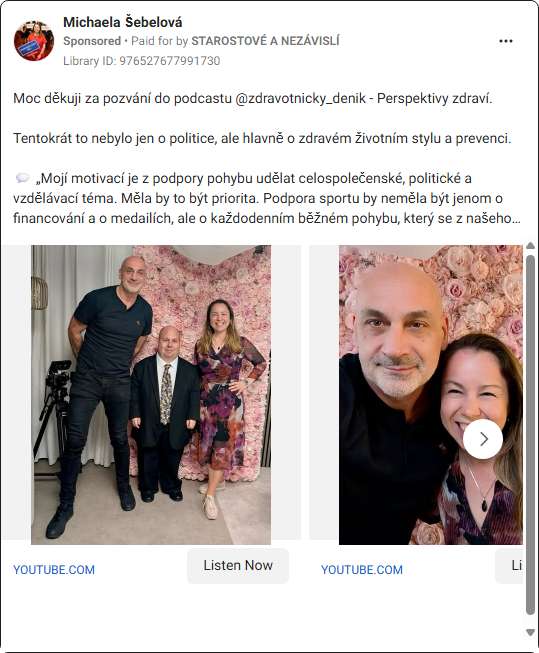 Michaela Šebelová
Sponsored • Paid for by STAROSTOVÉ A NEZÁVISLÍ
Library ID: 976527677991730
Moc děkuji za pozvání do podcastu @zdravotnicky_denik - Perspektivy zdraví.
Tentokrát to nebylo jen o politice, ale hlavně o zdravém životním stylu a prevenci.
💬 „Mojí motivací je z podpory pohybu udělat celospolečenské, politické a
vzdělávací téma. Měla by to být priorita. Podpora sportu by neměla být jenom o
financování a o medailích, ale o každodenním běžném pohybu, který se z našeho...
YOUTUBE.COM
Listen Now
YOUTUBE.COM
Li